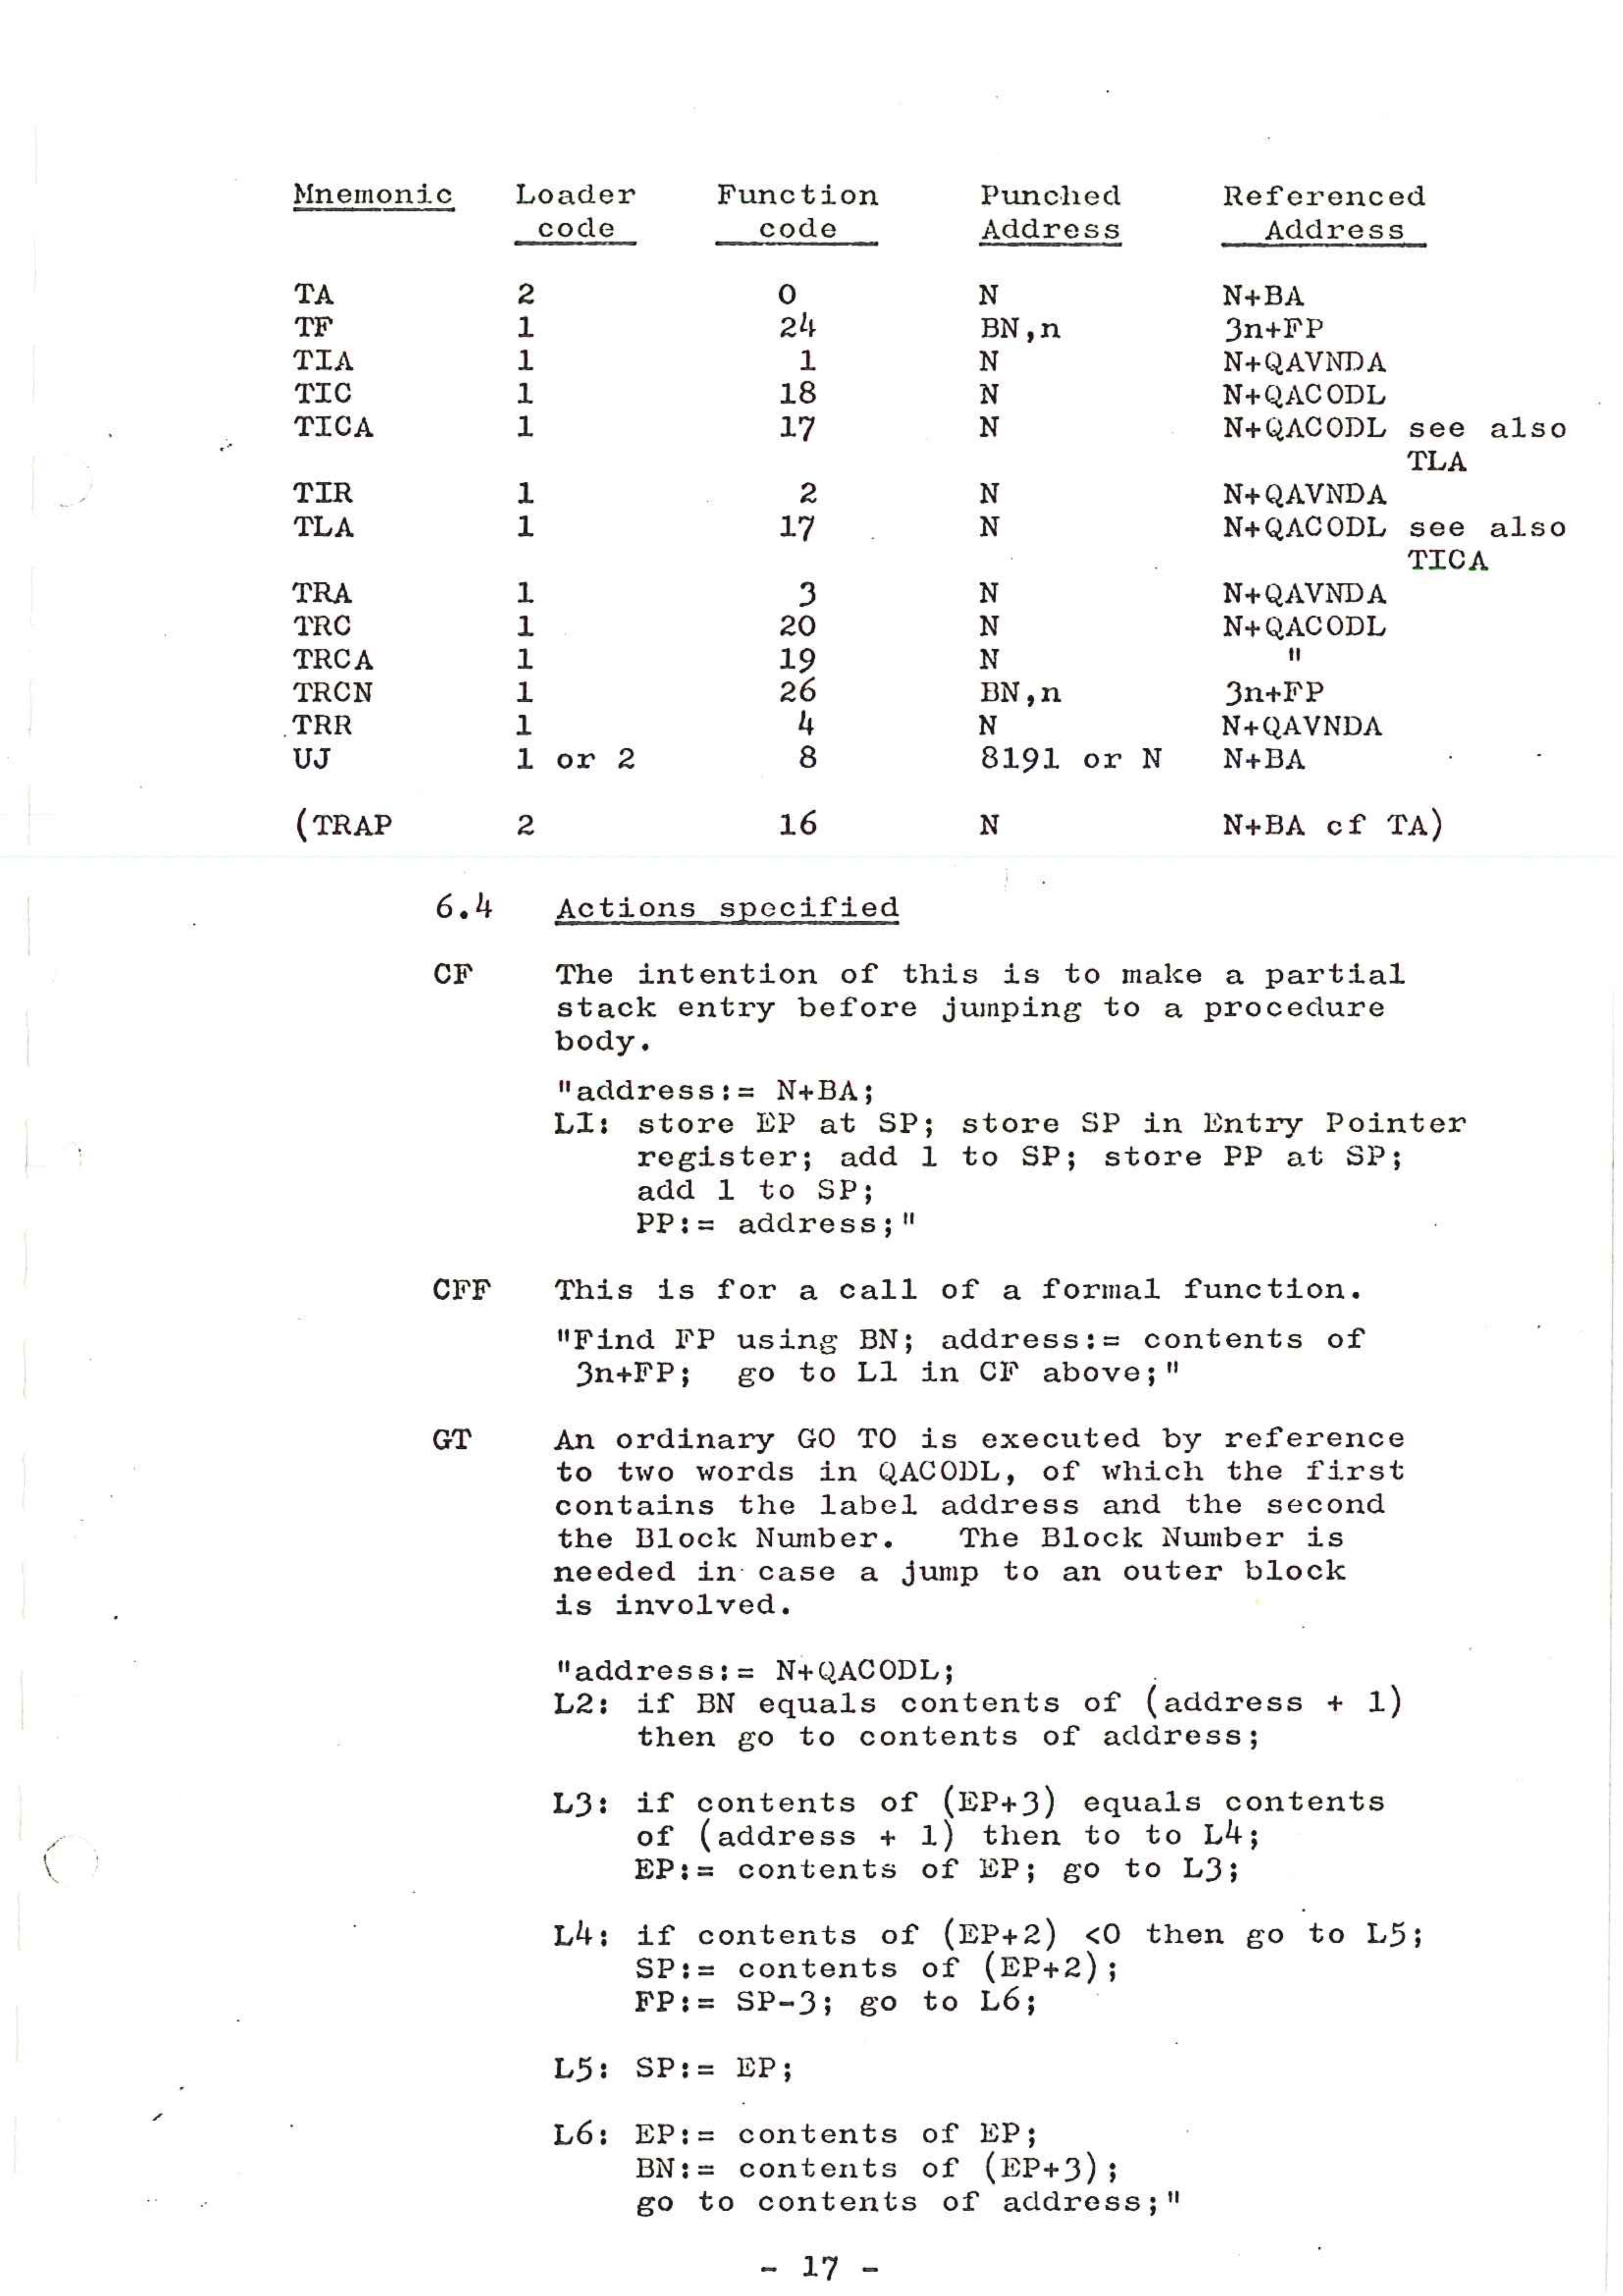 Mnemonic Loader Function Punched Referenced
code code Address Address
TA 2 0 N N+BA
TF 1 24 BN,n 3n+FP
TIA 1 1 N N+QAVNDA
TIC 1 18 N N+QACODL
TICA 1 17 N N+QACODL see also
TLA
TIR 1 2 N N+QAVNDA
TLA 1 17 N N+QACODL see also
TICA
TRA 1 3 N N+QAVNDA
TRC 1 20 N N+QACODL
TRCA 1 19 N "
TRCN 1 26 BN,n 3n+FP
TRR 1 4 N N+QAVNDA
UJ 1 or 2 8 8191 or N N+BA
(TRAP 2 16 N N+BA cf TA)
6.4 Actions specified
CF The intention of this is to make a partial
stack entry before jumping to a procedure
body.
"address:= N+BA;
L1: store EP at SP; store SP in Entry Pointer
register; add 1 to SP; store PP at SP;
add 1 to SP;
PP:= address;"
CFF This is for a call of a formal function.
"Find FP using BN; address:= contents of
3n+FP; go to L1 in CF above;"
GT An ordinary GO TO is executed by reference
to two words in QACODL, of which the first
contains the label address and the second
the Block Number. The Block Number is
needed in case a jump to an outer block
is involved.
"address:= N+QACODL;
L2: if BN equals contents of (address + 1)
then go to contents of address;
L3: if contents of (EP+3) equals contents
of (address + 1) then to to L4;
EP:= contents of EP; go to L3;
L4: if contents of (EP+2) <0 then go to L5;
SP:= contents of (EP+2);
FP:= SP-3; go to L6;
L5: SP:= EP;
L6: EP:= contents of EP;
BN:= contents of (EP+3);
go to contents of address;"
- 17 -